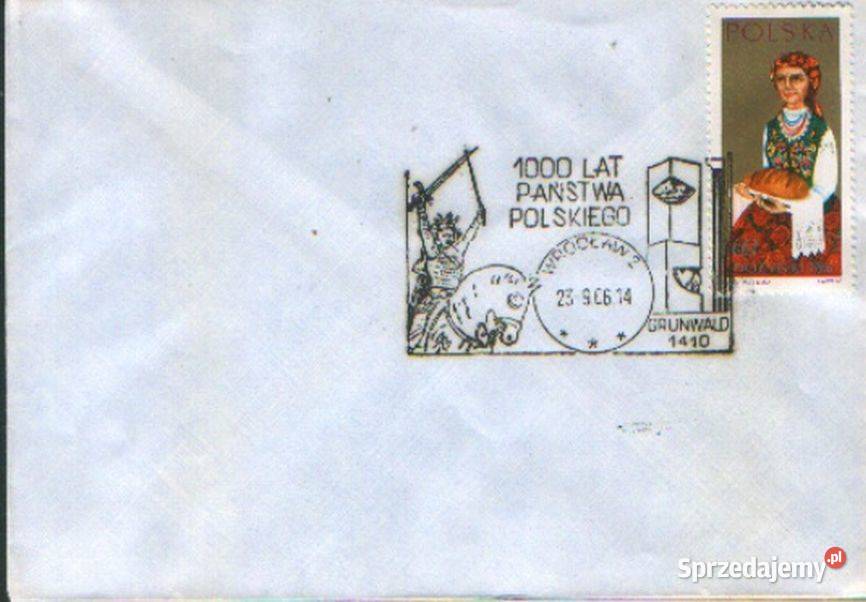 POLSKA
1000 LAT
PAŃSTWA
POLSKIEGO
WROCŁAW 2
23-9.66.14
GRUNWALD
1410
Sprzedajemy.pl